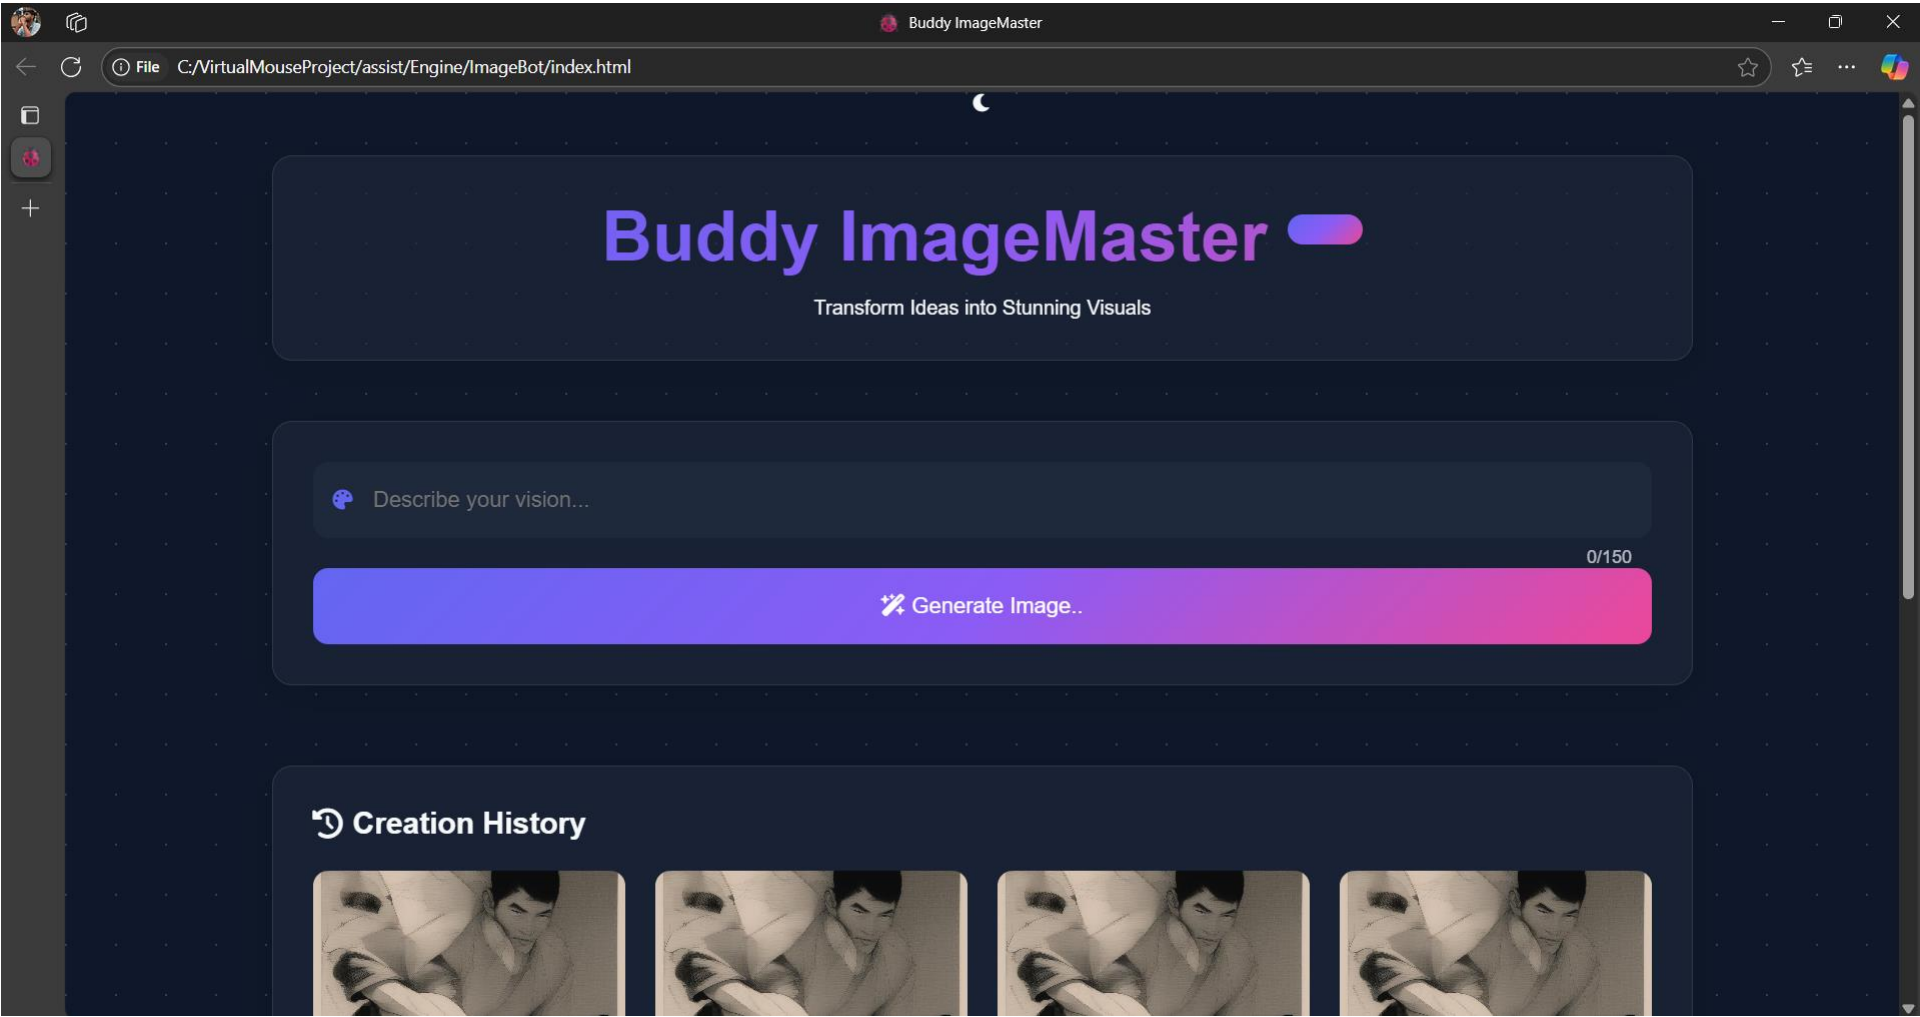 Buddy ImageMaster
File C:/VirtualMouseProject/assist/Engine/ImageBot/index.html
Buddy ImageMaster
Transform Ideas into Stunning Visuals
Describe your vision...
0/150
Generate Image..
Creation History